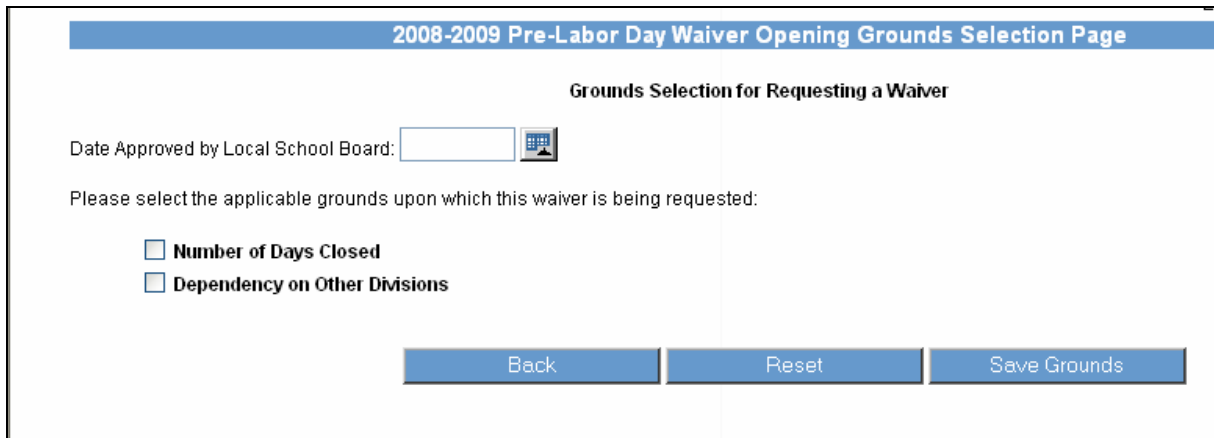 2008-2009 Pre-Labor Day Waiver Opening Grounds Selection Page
Grounds Selection for Requesting a Waiver
Date Approved by Local School Board:
Please select the applicable grounds upon which this waiver is being requested:
Number of Days Closed
Dependency on Other Divisions
Back Reset Save Grounds